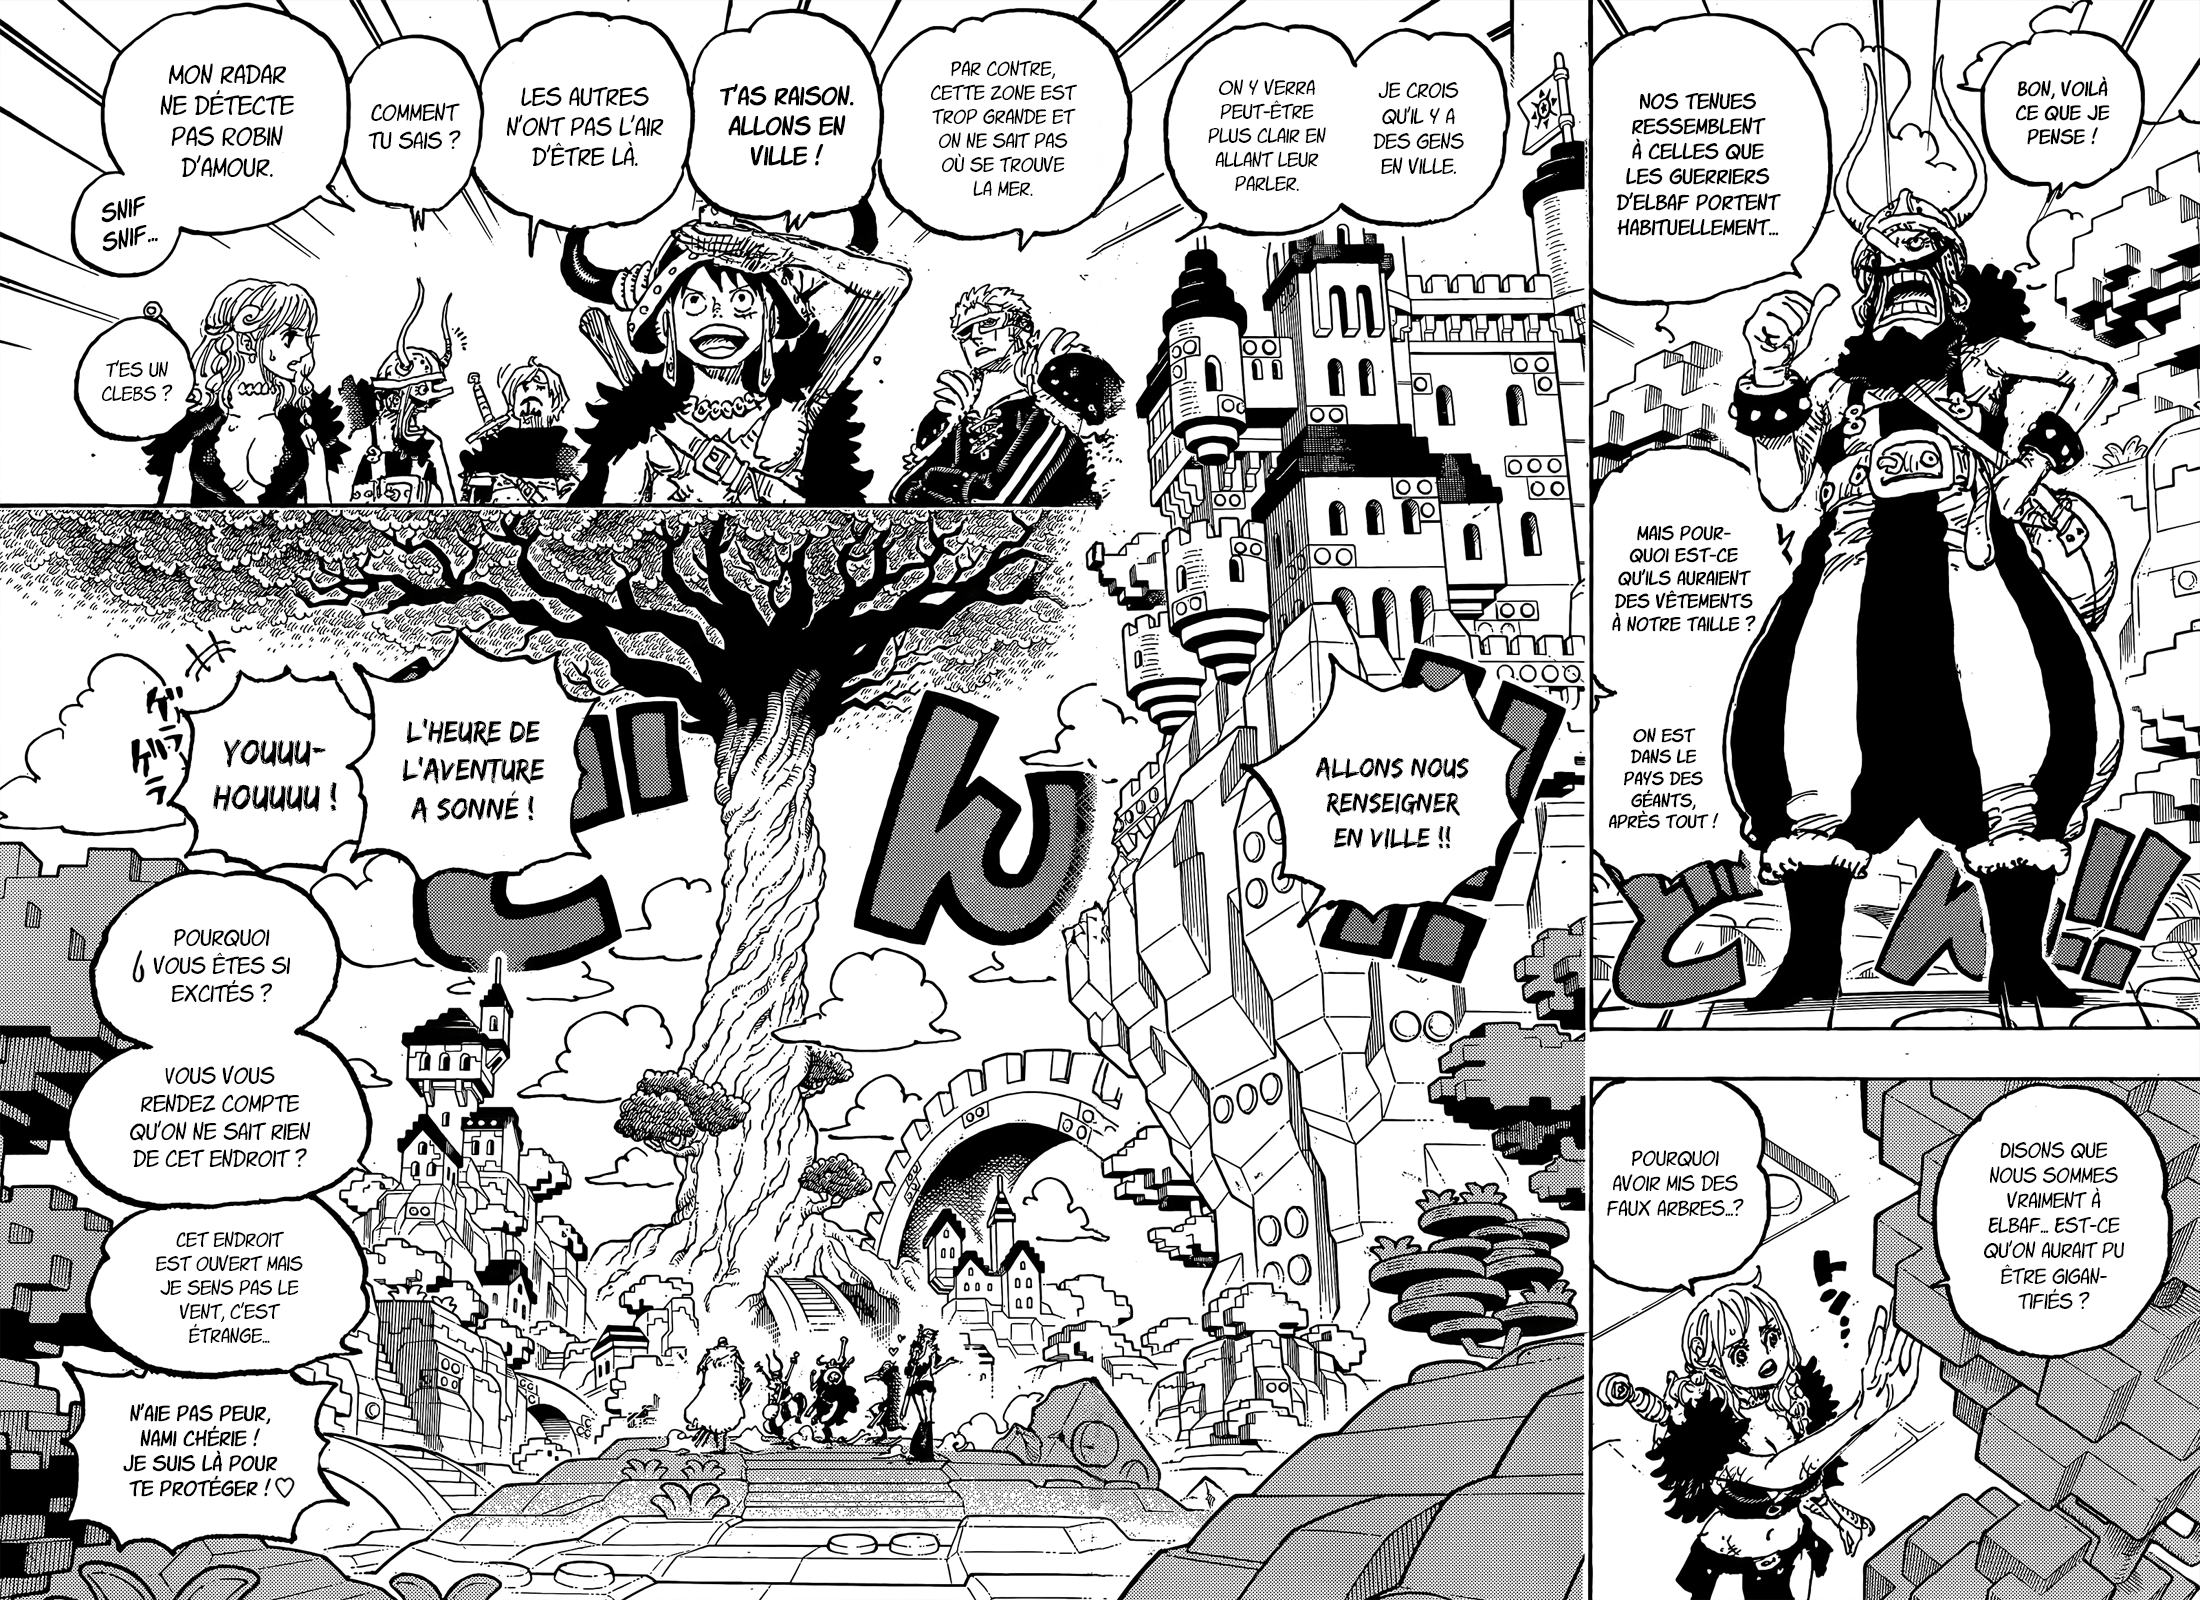 BON, VOILÀ
CE QUE JE
PENSE !
NOS TENUES
RESSEMBLENT
À CELLES QUE
LES GUERRIERS
D'ELBAF PORTENT
HABITUELLEMENT...
MAIS POUR-
QUOI EST-CE
QU'ILS AURAIENT
DES VÊTEMENTS
À NOTRE TAILLE ?
ON EST
DANS LE
PAYS DES
GÉANTS,
APRÈS TOUT !
どん!!
DISONS QUE
NOUS SOMMES
VRAIMENT À
ELBAF... EST-CE
QU'ON AURAIT PU
ÊTRE GIGAN-
TIFIÉS ?
POURQUOI
AVOIR MIS DES
FAUX ARBRES...?
JE CROIS
QU'IL Y A
DES GENS
EN VILLE.
ON Y VERRA
PEUT-ÊTRE
PLUS CLAIR EN
ALLANT LEUR
PARLER.
PAR CONTRE,
CETTE ZONE EST
TROP GRANDE ET
ON NE SAIT PAS
OÙ SE TROUVE
LA MER.
T'AS RAISON.
ALLONS EN
VILLE !
LES AUTRES
N'ONT PAS L'AIR
D'ÊTRE LÀ.
COMMENT
TU SAIS ?
MON RADAR
NE DÉTECTE
PAS ROBIN
D'AMOUR.
SNIF
SNIF...
T'ES UN
CLEBS ?
ALLONS NOUS
RENSEIGNER
EN VILLE !!
L'HEURE DE
L'AVENTURE
A SONNÉ !
YOUUU-
HOUUUU !
ゲラ
ゲラ
POURQUOI
VOUS ÊTES SI
EXCITÉS ?
VOUS VOUS
RENDEZ COMPTE
QU'ON NE SAIT RIEN
DE CET ENDROIT ?
CET ENDROIT
EST OUVERT MAIS
JE SENS PAS LE
VENT, C'EST
ÉTRANGE...
N'AIE PAS PEUR,
NAMI CHÉRIE !
JE SUIS LÀ POUR
TE PROTÉGER ! ♡